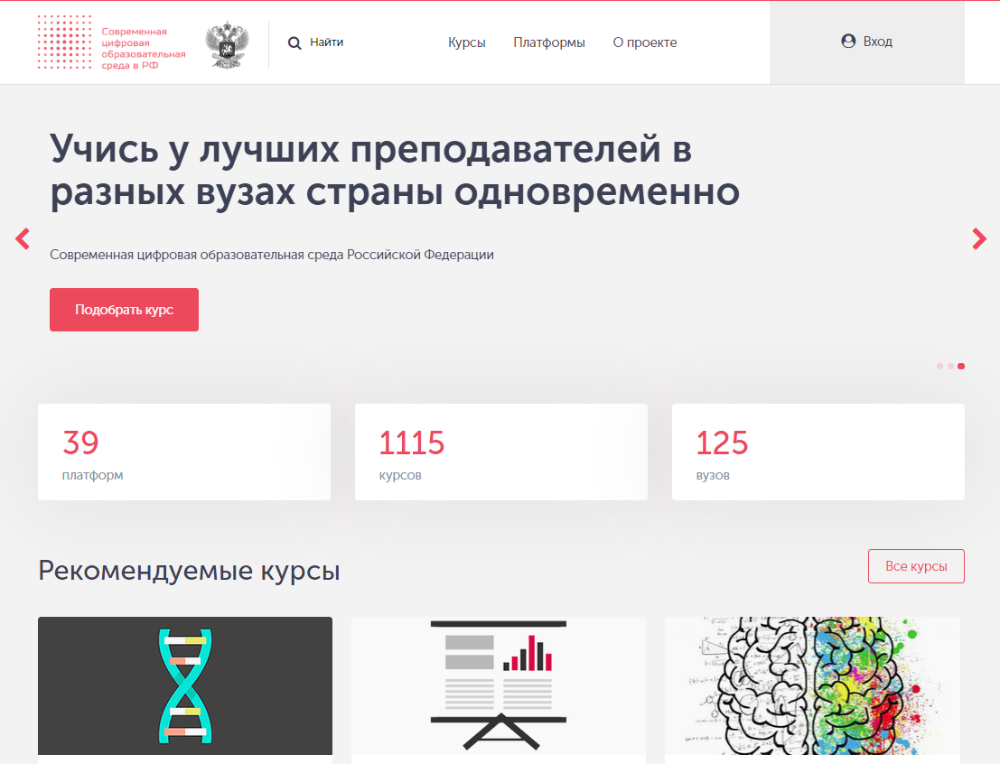 Современная
цифровая
образовательная
среда в РФ
Найти
Курсы
Платформы
О проекте
Вход
Учись у лучших преподавателей в
разных вузах страны одновременно
Современная цифровая образовательная среда Российской Федерации
Подобрать курс
39
платформ
1115
курсов
125
вузов
Рекомендуемые курсы
Все курсы